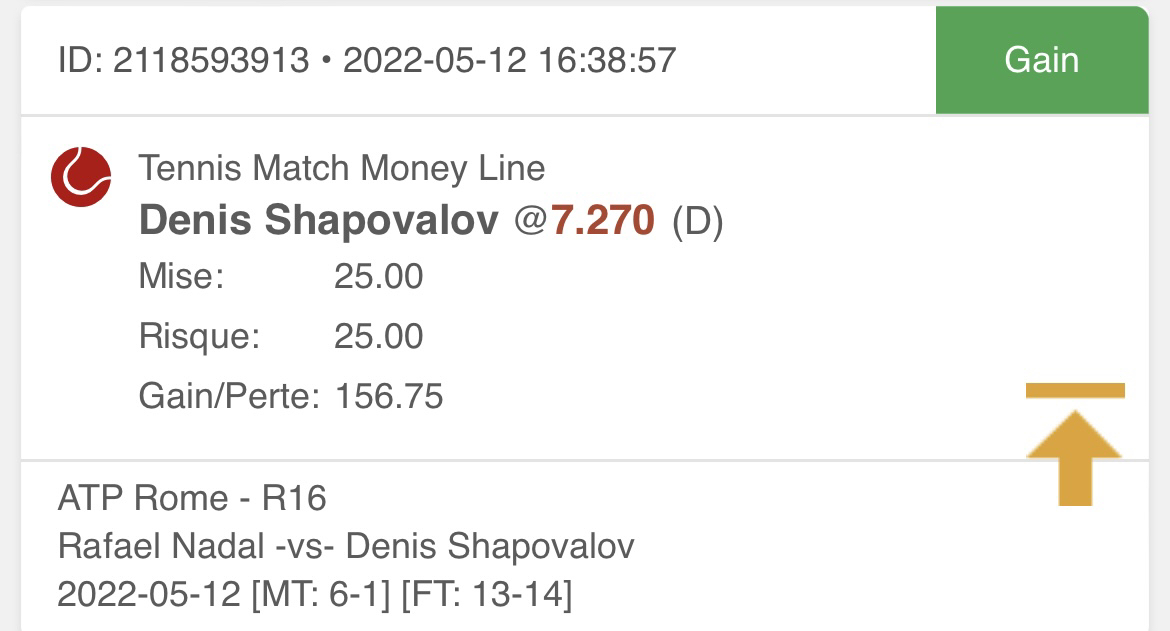 ID: 2118593913 • 2022-05-12 16:38:57
Gain
Tennis Match Money Line
Denis Shapovalov @7.270 (D)
Mise: 25.00
Risque: 25.00
Gain/Perte: 156.75
ATP Rome - R16
Rafael Nadal -vs- Denis Shapovalov
2022-05-12 [MT: 6-1] [FT: 13-14]